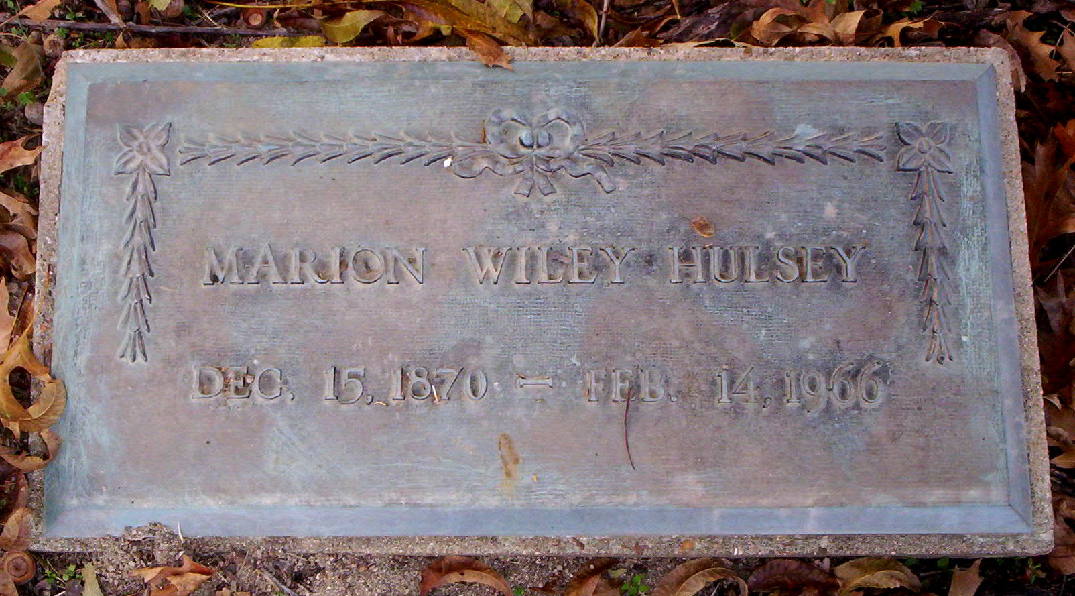 MARION WILEY HULSEY
DEC. 15, 1870 – FEB. 14, 1966